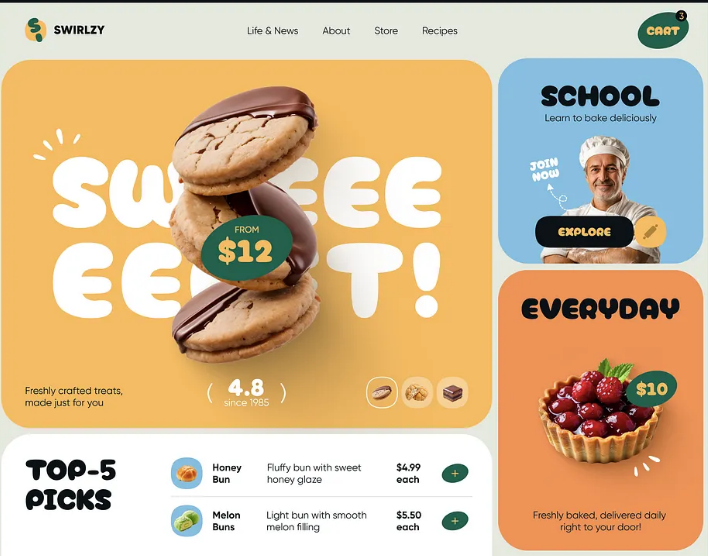 SWIRLZY
Life & News
About
Store
Recipes
CART
3
SW EEE
EE T!
FROM
$12
Freshly crafted treats,
made just for you
4.8
since 1985
SCHOOL
Learn to bake deliciously
JOIN
NOW
EXPLORE
EVERYDAY
$10
Freshly baked, delivered daily
right to your door!
TOP-5
PICKS
Honey
Bun
Fluffy bun with sweet
honey glaze
$4.99
each
+
Melon
Buns
Light bun with smooth
melon filling
$5.50
each
+